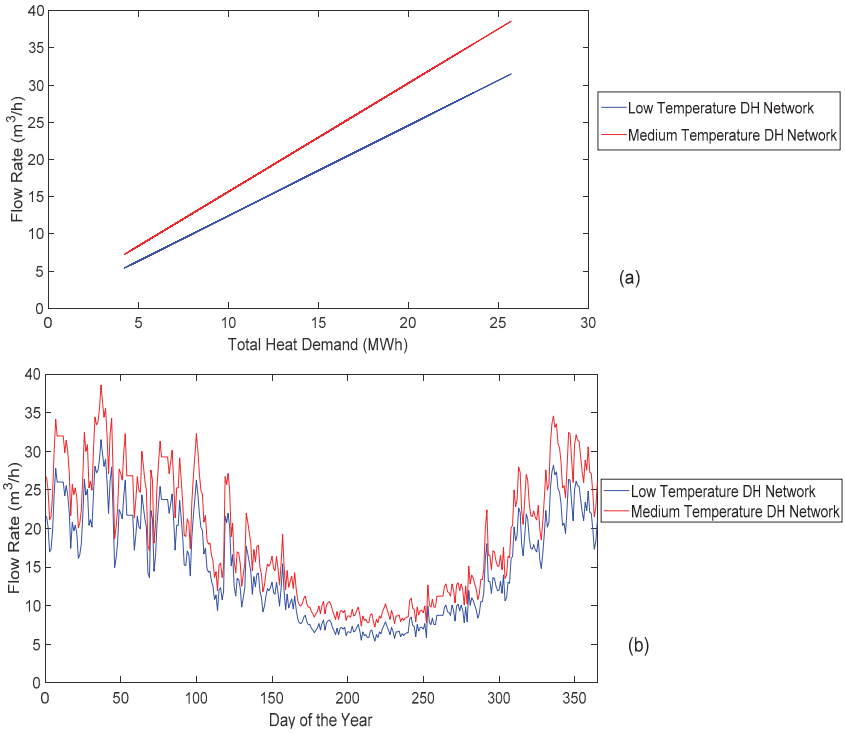 40
35
30
25
20
15
10
5
0
Flow Rate (m³/h)
0 5 10 15 20 25 30
Total Heat Demand (MWh)
Low Temperature DH Network
Medium Temperature DH Network
(a)
40
35
30
25
20
15
10
5
0
Flow Rate (m³/h)
0 50 100 150 200 250 300 350
Day of the Year
Low Temperature DH Network
Medium Temperature DH Network
(b)